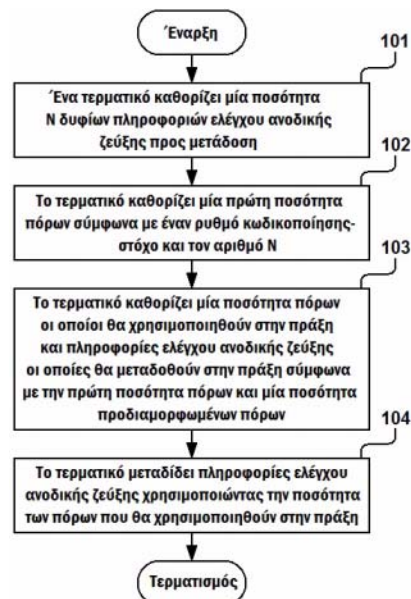 Έναρξη
101
Ένα τερματικό καθορίζει μία ποσότητα
N δυφίων πληροφοριών ελέγχου ανοδικής
ζεύξης προς μετάδοση
102
Το τερματικό καθορίζει μία πρώτη ποσότητα
πόρων σύμφωνα με έναν ρυθμό κωδικοποίησης-
στόχο και τον αριθμό N
103
Το τερματικό καθορίζει μία ποσότητα πόρων
οι οποίοι θα χρησιμοποιηθούν στην πράξη
και πληροφορίες ελέγχου ανοδικής ζεύξης
οι οποίες θα μεταδοθούν στην πράξη σύμφωνα
με την πρώτη ποσότητα πόρων και μία ποσότητα
προδιαμορφωμένων πόρων
104
Το τερματικό μεταδίδει πληροφορίες ελέγχου
ανοδικής ζεύξης χρησιμοποιώντας την ποσότητα
των πόρων που θα χρησιμοποιηθούν στην πράξη
Τερματισμός